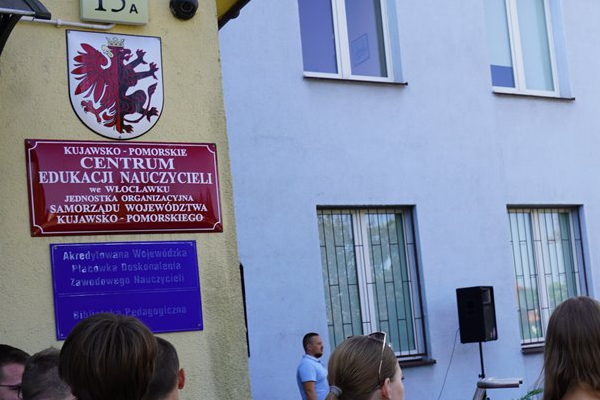 15A
KUJAWSKO - POMORSKIE
CENTRUM
EDUKACJI NAUCZYCIELI
we WŁOCŁAWKU
JEDNOSTKA ORGANIZACYJNA
SAMORZĄDU WOJEWÓDZTWA
KUJAWSKO - POMORSKIEGO
Akredytowana Wojewódzka
Placówka Doskonalenia
Zawodowego Nauczycieli
Biblioteka Pedagogiczna